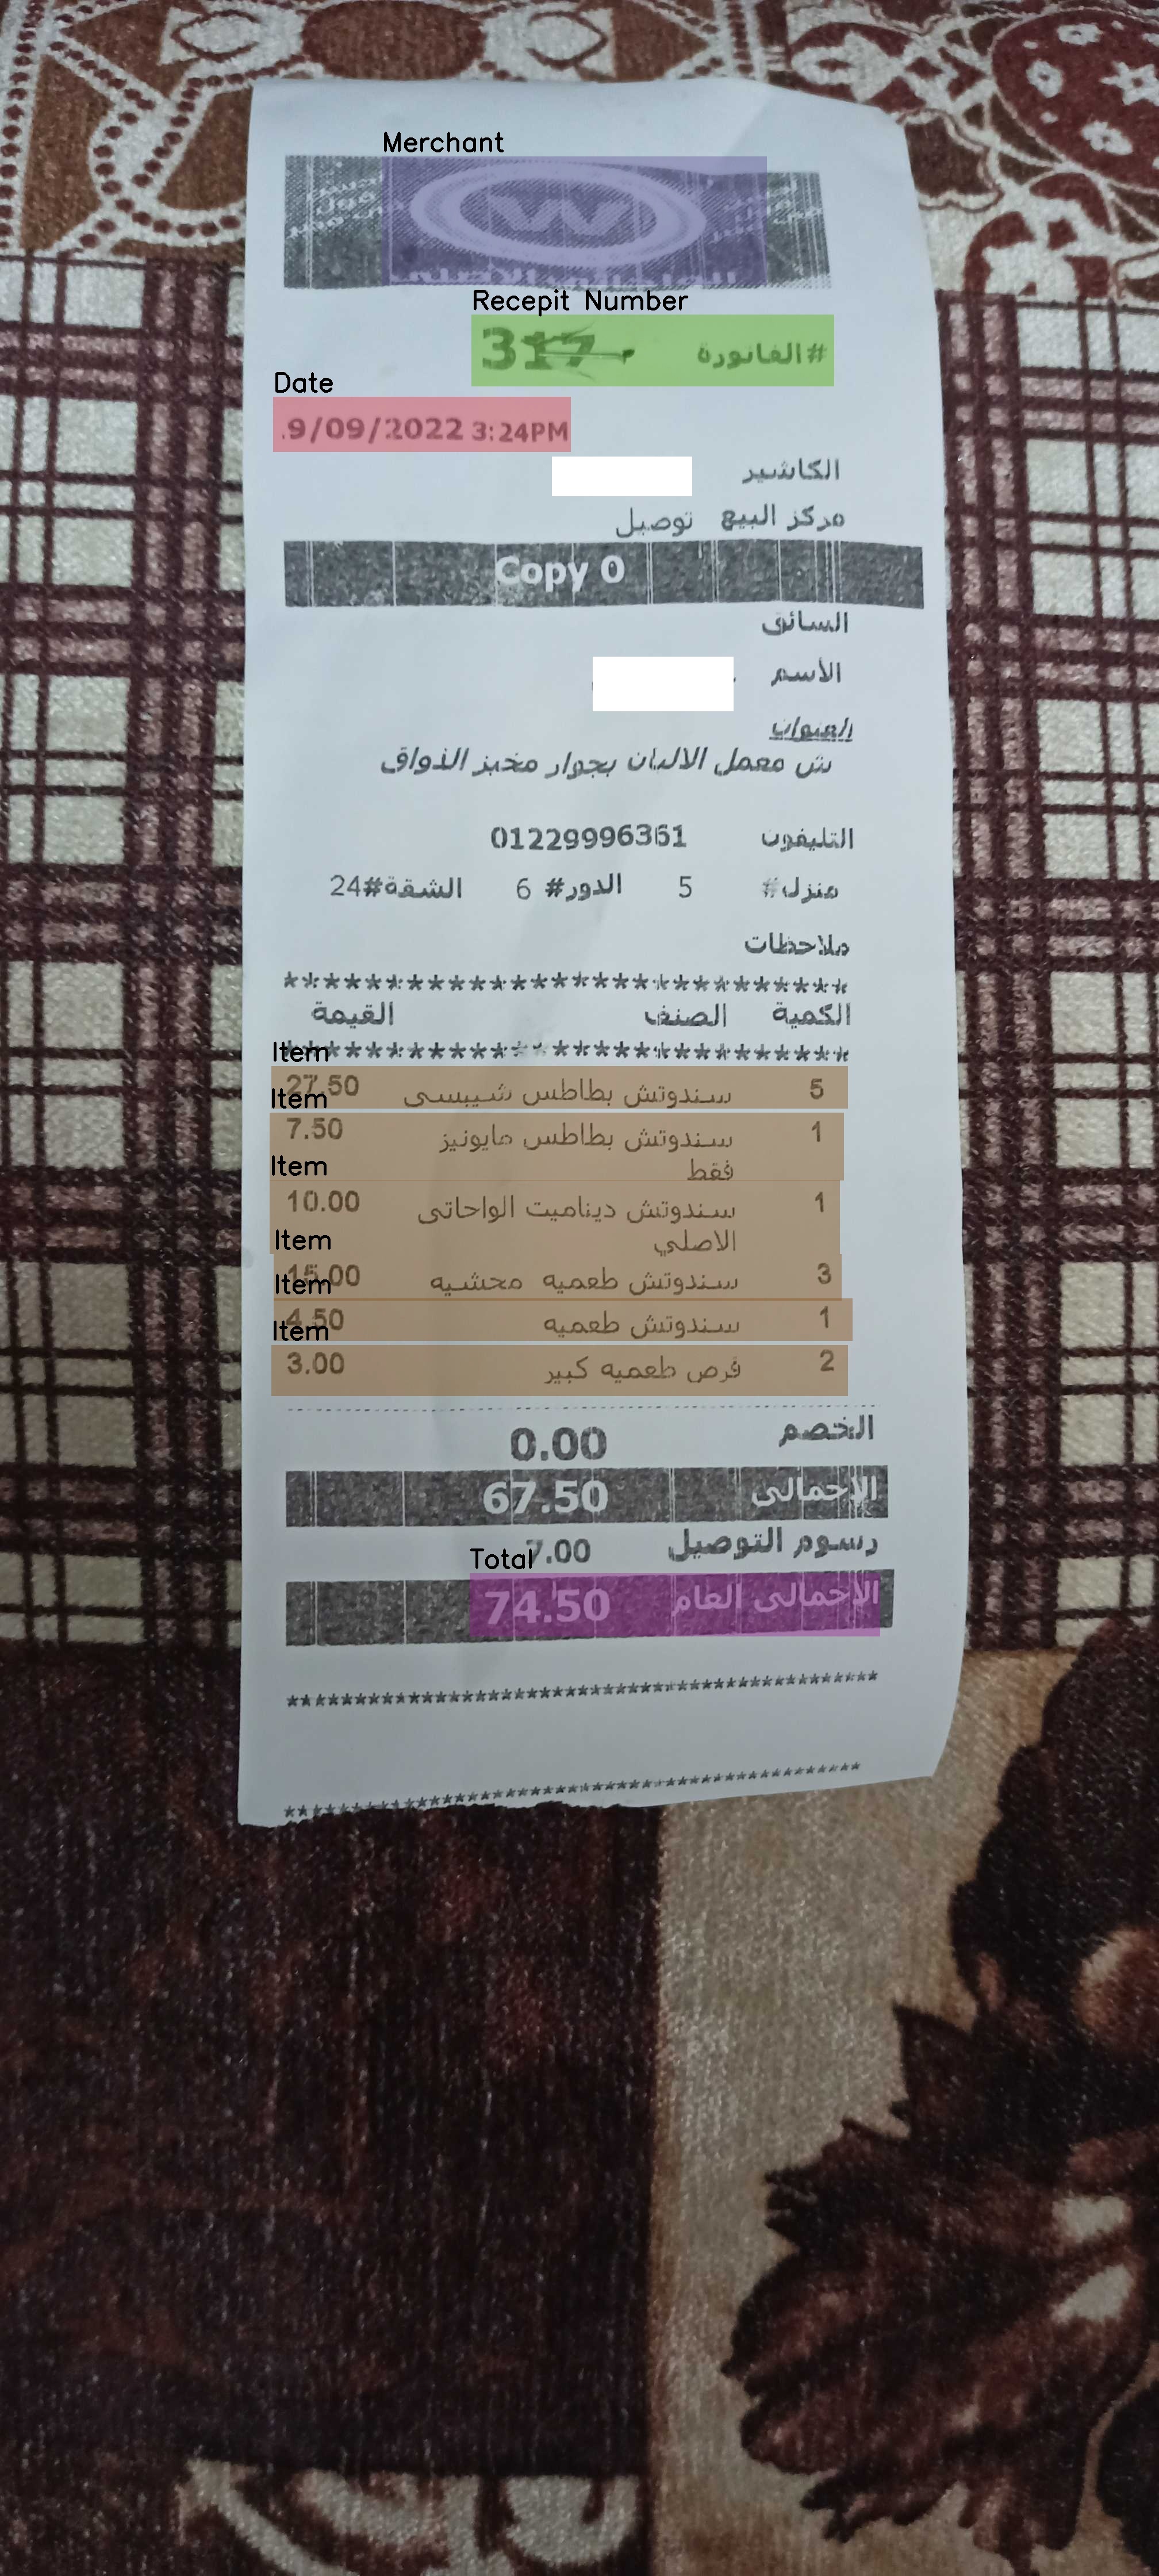 Merchant
W
Recepit Number
#الفاتورة 317
Date
9/09/2022 3:24PM
الكاشير
مركز البيع توصيل
Copy 0
السائق
الأسم
العنوان
ش معمل الالبان بجوار مخبز الذواق
التليفون 01229996361
منزل# 5 الدور# 6 الشقة#24
ملاحظات
***************************
الكمية الصنف القيمة
***************************
Item
5 سندوتش بطاطس شيبسى 27.50
Item
1 سندوتش بطاطس مايونيز 7.50
فقط
Item
1 سندوتش ديناميت الواحاتى 10.00
الاصلي
Item
3 سندوتش طعميه محشيه 15.00
Item
1 سندوتش طعميه 4.50
Item
2 قرص طعميه كبير 3.00
الخصم 0.00
الإجمالى 67.50
رسوم التوصيل 7.00
Total
الإجمالى العام 74.50